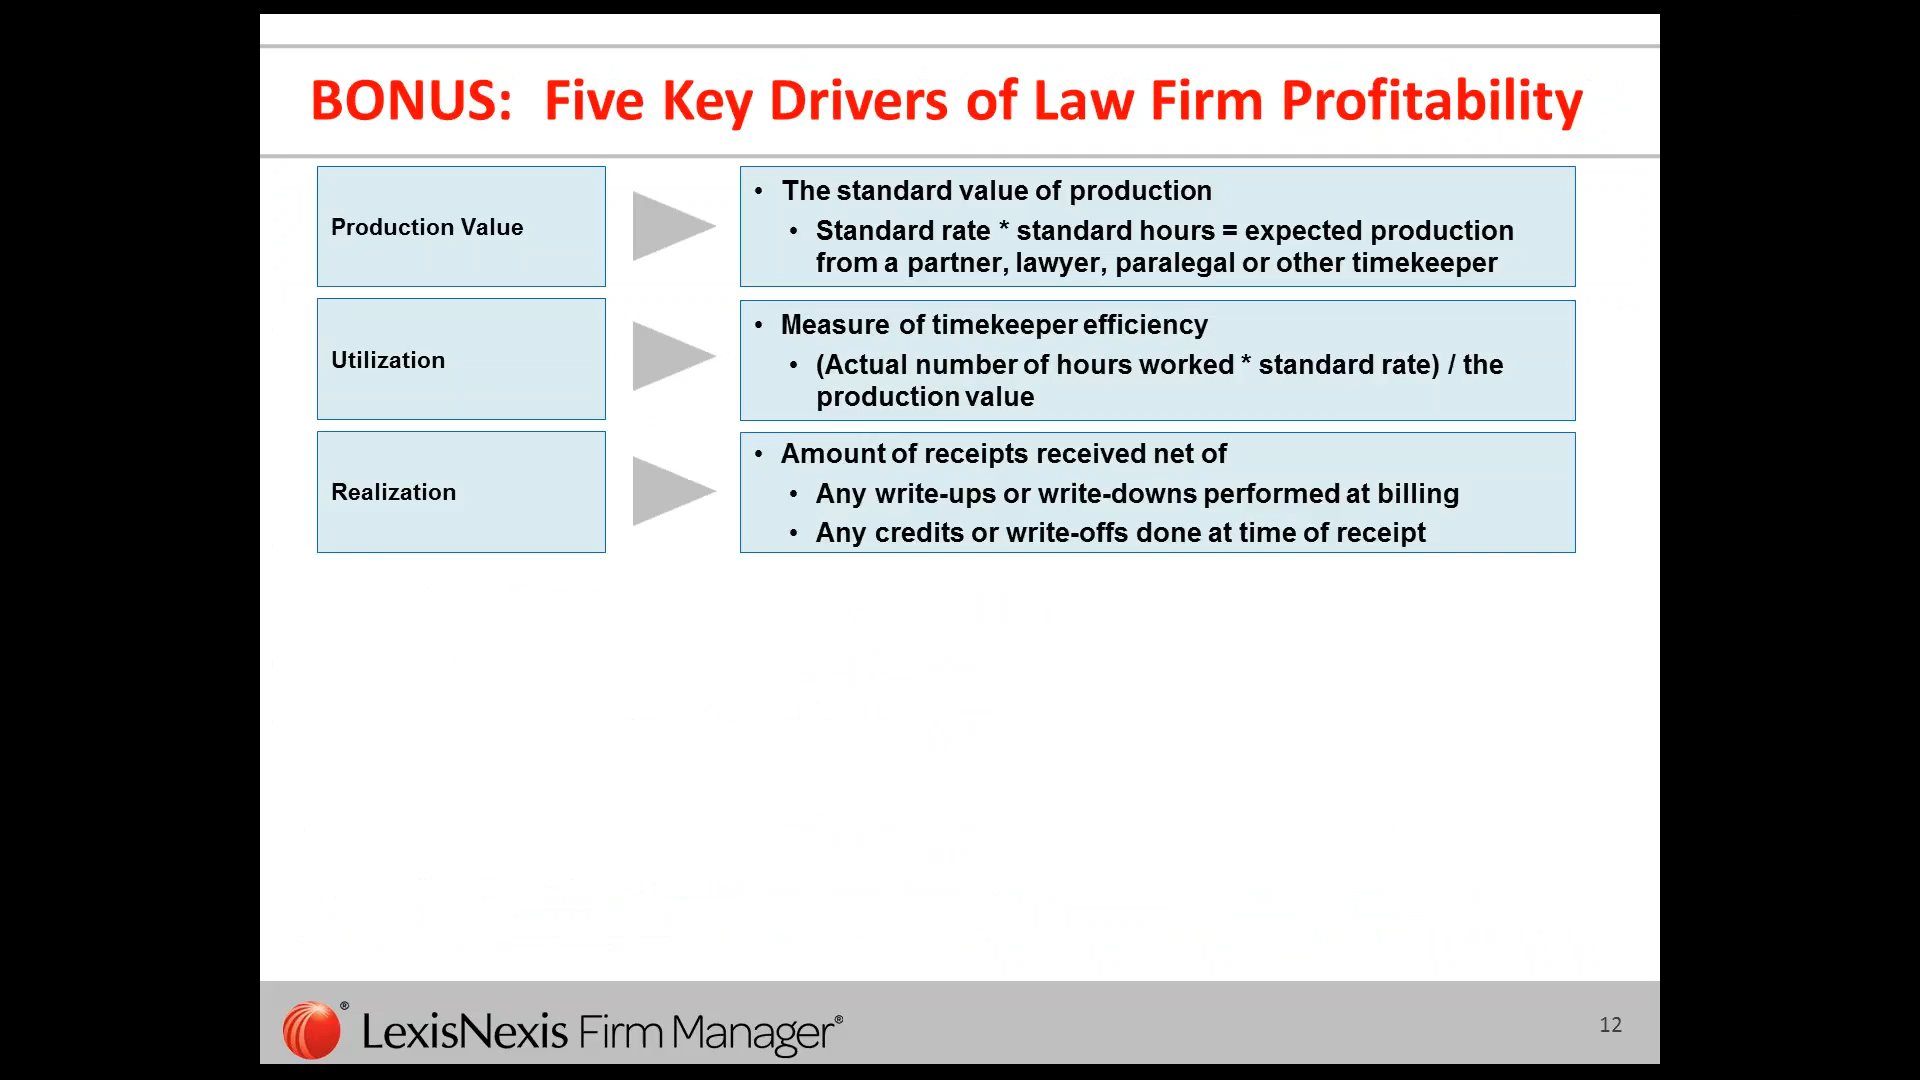 BONUS:  Five Key Drivers of Law Firm Profitability
Production Value
• The standard value of production
• Standard rate * standard hours = expected production
from a partner, lawyer, paralegal or other timekeeper
Utilization
• Measure of timekeeper efficiency
• (Actual number of hours worked * standard rate) / the
production value
Realization
• Amount of receipts received net of
• Any write-ups or write-downs performed at billing
• Any credits or write-offs done at time of receipt
® LexisNexis Firm Manager®
12